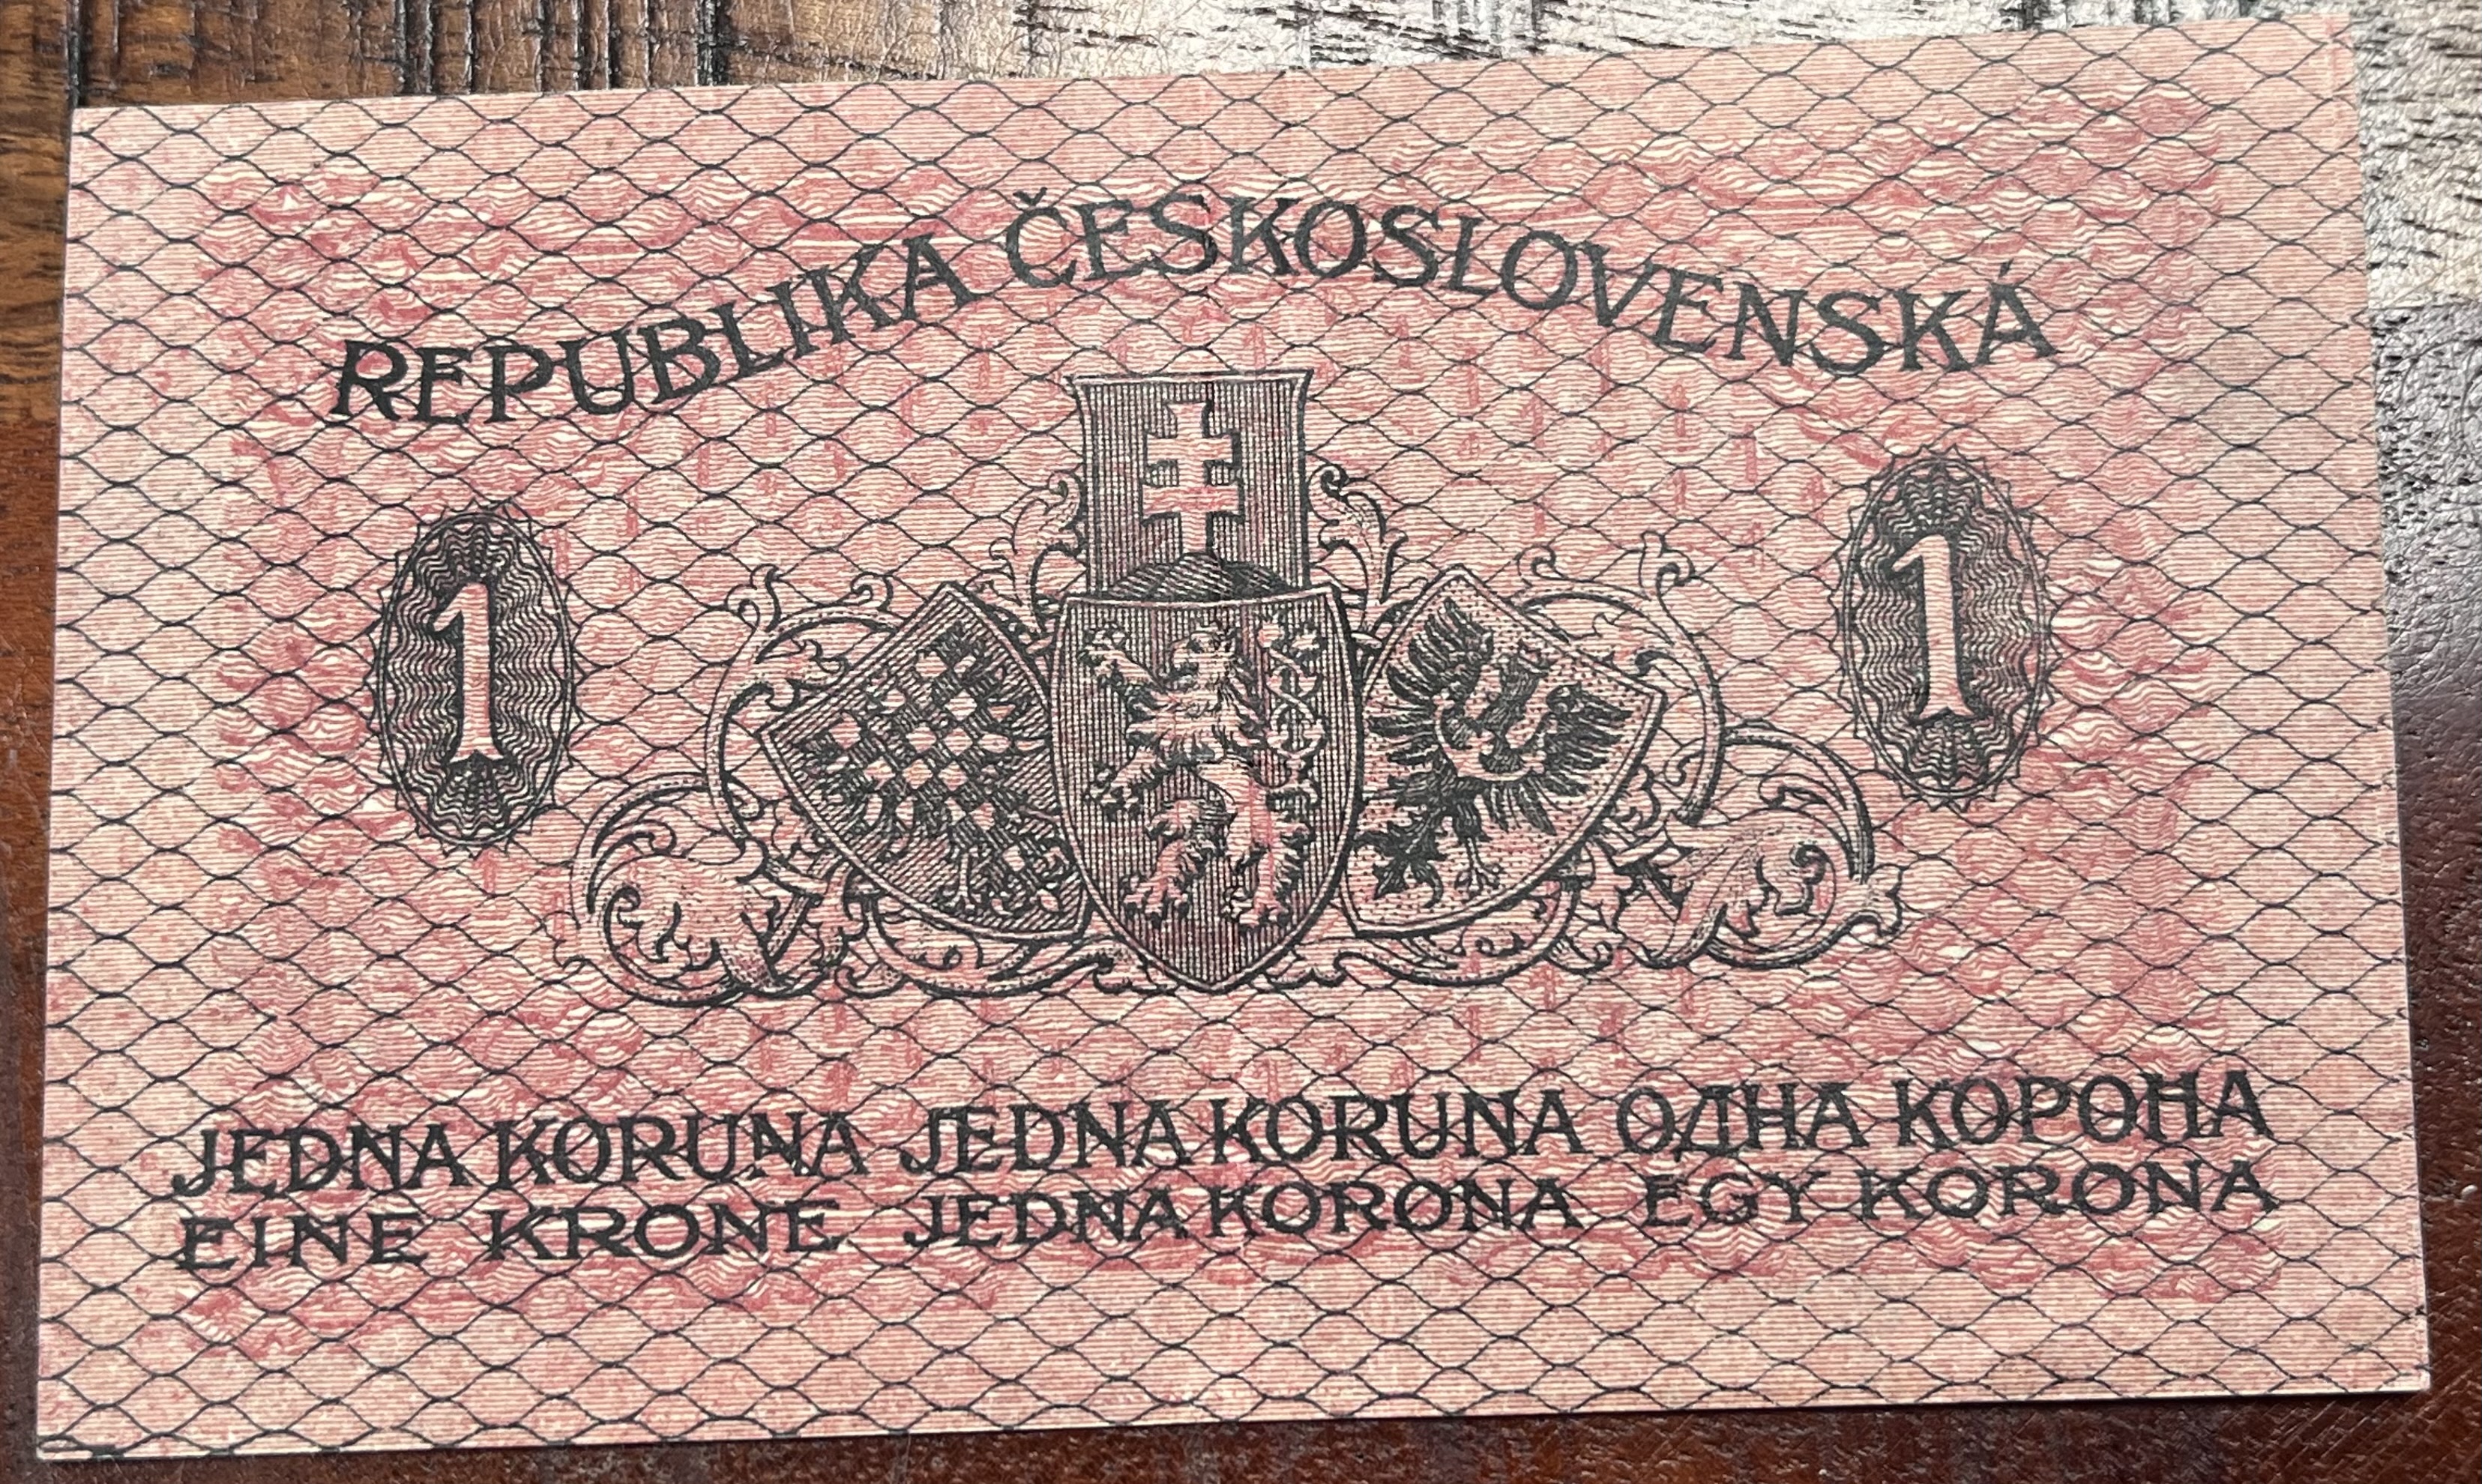 REPUBLIKA ČESKOSLOVENSKÁ
1 1
JEDNA KORUNA JEDNA KORUNA ОДНА КОРОНА
EINE KRONE JEDNA KORONA EGY KORONA